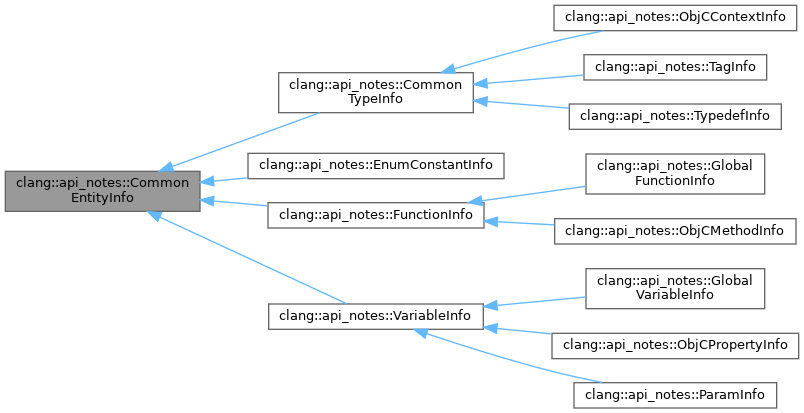 clang::api_notes::ObjCContextInfo
clang::api_notes::Common
TypeInfo
clang::api_notes::TagInfo
clang::api_notes::TypedefInfo
clang::api_notes::EnumConstantInfo
clang::api_notes::Common
EntityInfo
clang::api_notes::Global
FunctionInfo
clang::api_notes::FunctionInfo
clang::api_notes::ObjCMethodInfo
clang::api_notes::Global
VariableInfo
clang::api_notes::VariableInfo
clang::api_notes::ObjCPropertyInfo
clang::api_notes::ParamInfo